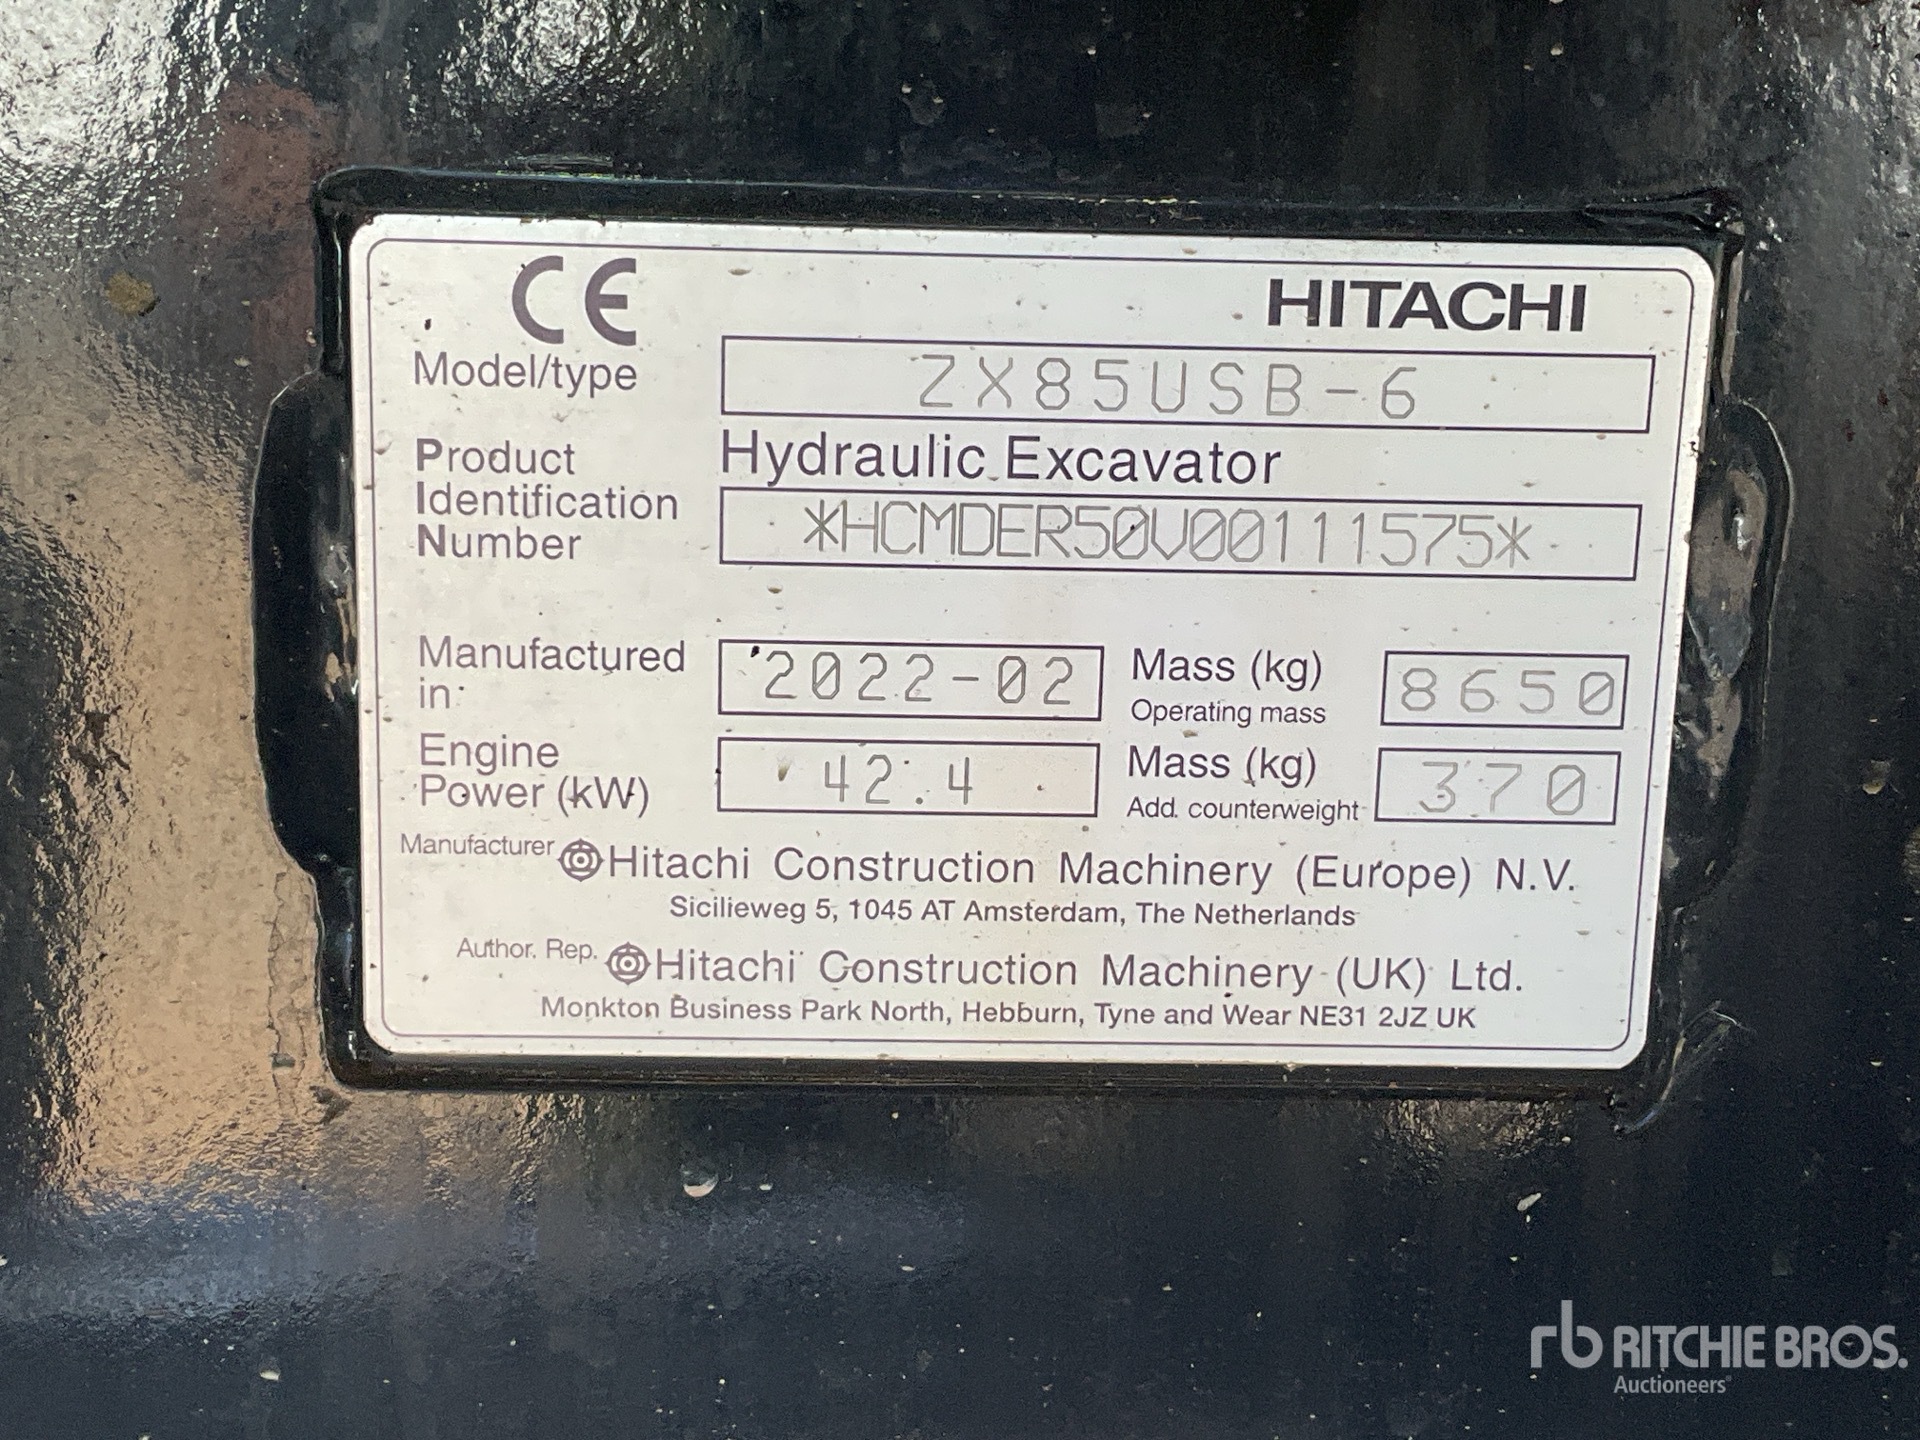 CE HITACHI
Model/type ZX85USB-6
Hydraulic Excavator
Product
Identification
Number *HCMDER50V00111575*
Manufactured
in: 2022-02 Mass (kg) 8650
Operating mass
Engine
Power (kW) 42.4 Mass (kg) 370
Add. counterweight
Manufacturer Hitachi Construction Machinery (Europe) N.V.
Sicilieweg 5, 1045 AT Amsterdam, The Netherlands
Author. Rep. Hitachi Construction Machinery (UK) Ltd.
Monkton Business Park North, Hebburn, Tyne and Wear NE31 2JZ UK
rb RITCHIE BROS.
Auctioneers